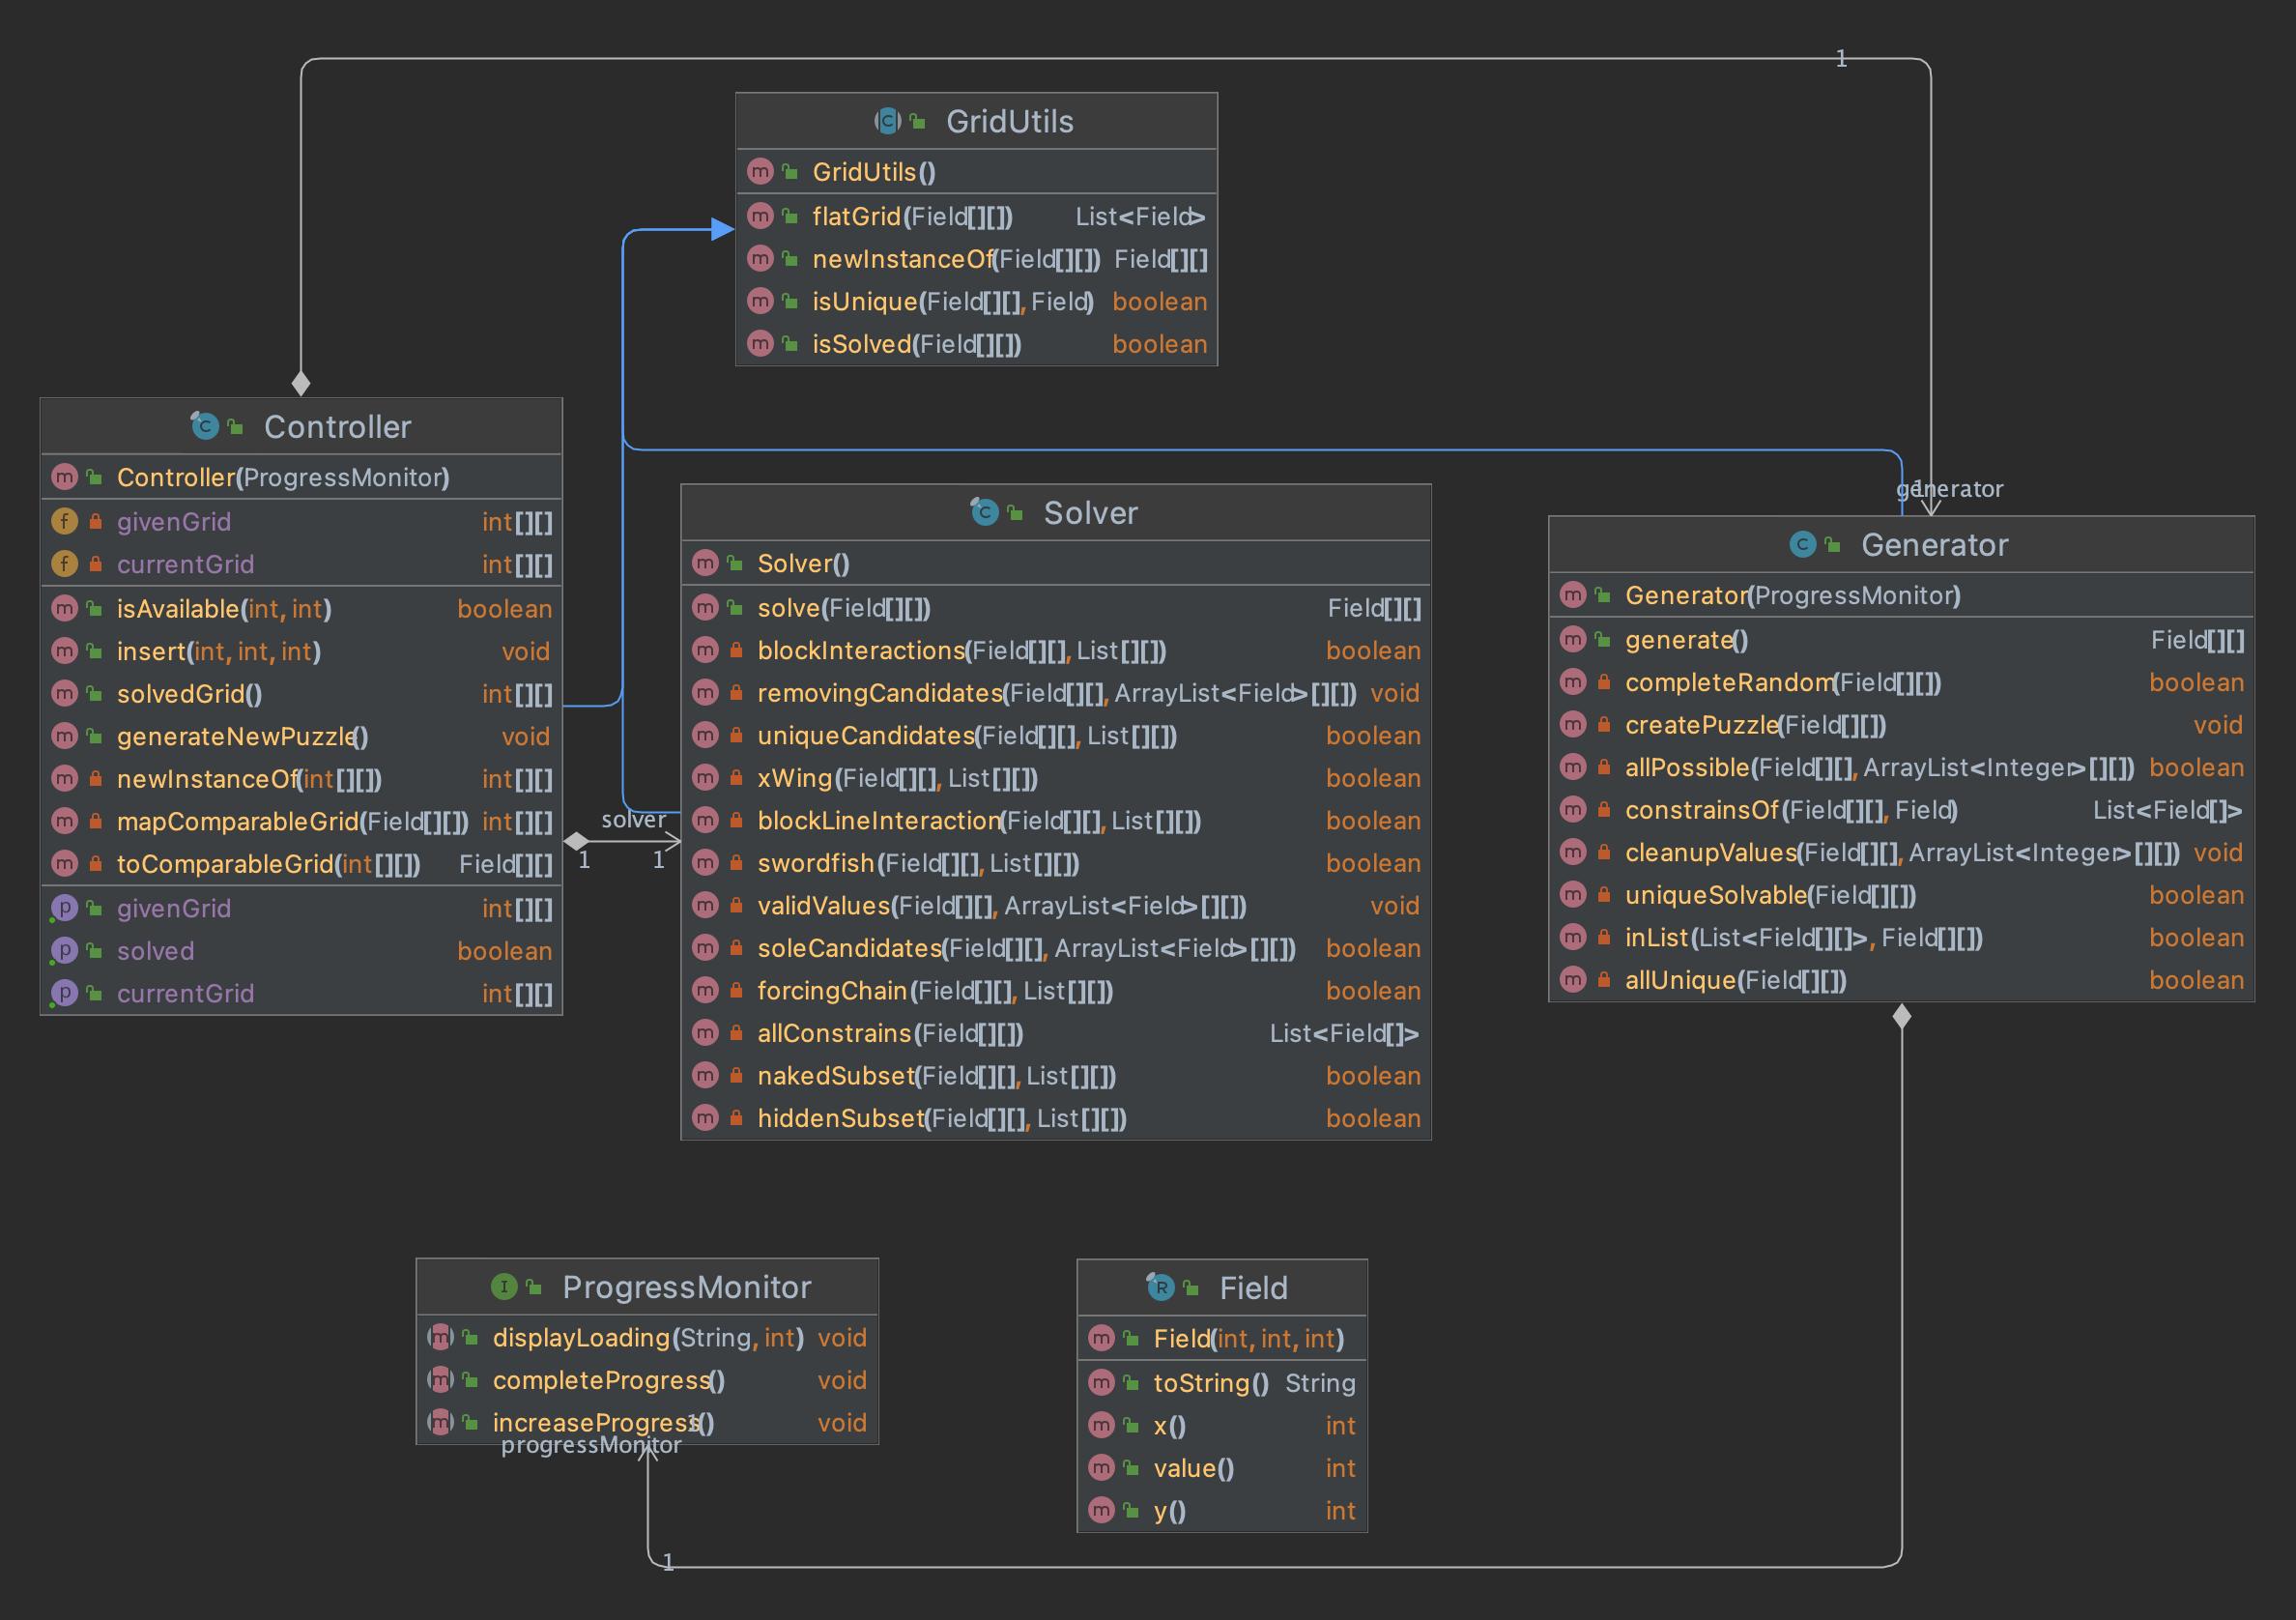 1
GridUtils
GridUtils()
flatGrid(Field[][]) List<Field>
newInstanceOf(Field[][]) Field[][]
isUnique(Field[][], Field) boolean
isSolved(Field[][]) boolean
Controller
Controller(ProgressMonitor)
givenGrid int[][]
currentGrid int[][]
isAvailable(int, int) boolean
insert(int, int, int) void
solvedGrid() int[][]
generateNewPuzzle() void
newInstanceOf(int[][]) int[][]
mapComparableGrid(Field[][]) int[][]
toComparableGrid(int[][]) Field[][]
givenGrid int[][]
solved boolean
currentGrid int[][]
solver
1 1
Solver
Solver()
solve(Field[][]) Field[][]
blockInteractions(Field[][], List[][]) boolean
removingCandidates(Field[][], ArrayList<Field>[][]) void
uniqueCandidates(Field[][], List[][]) boolean
xWing(Field[][], List[][]) boolean
blockLineInteraction(Field[][], List[][]) boolean
swordfish(Field[][], List[][]) boolean
validValues(Field[][], ArrayList<Field>[][]) void
soleCandidates(Field[][], ArrayList<Field>[][]) boolean
forcingChain(Field[][], List[][]) boolean
allConstrains(Field[][]) List<Field[]>
nakedSubset(Field[][], List[][]) boolean
hiddenSubset(Field[][], List[][]) boolean
1
generator
Generator
Generator(ProgressMonitor)
generate() Field[][]
completeRandom(Field[][]) boolean
createPuzzle(Field[][]) void
allPossible(Field[][], ArrayList<Integer>[][]) boolean
constrainsOf(Field[][], Field) List<Field[]>
cleanupValues(Field[][], ArrayList<Integer>[][]) void
uniqueSolvable(Field[][]) boolean
inList(List<Field[][]>, Field[][]) boolean
allUnique(Field[][]) boolean
ProgressMonitor
displayLoading(String, int) void
completeProgress() void
increaseProgress() void
1
progressMonitor
1
Field
Field(int, int, int)
toString() String
x() int
value() int
y() int